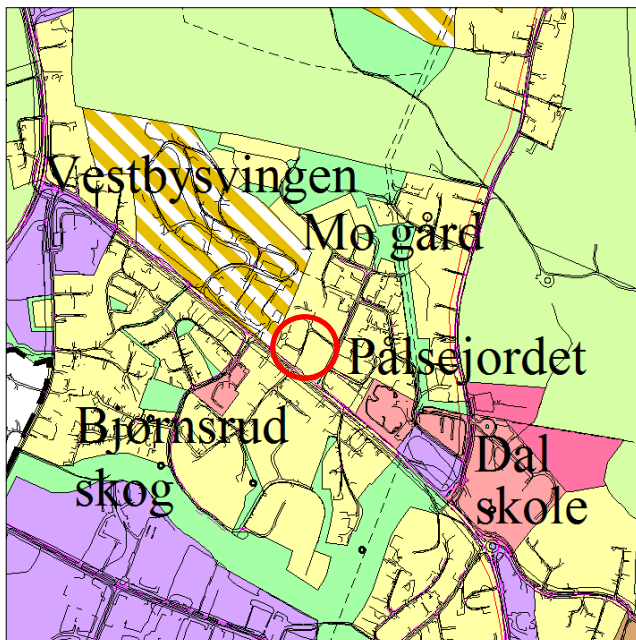 Vestbysvingen
Mo gård
Pålsejordet
Bjørnsrud
skog
Dal
skole